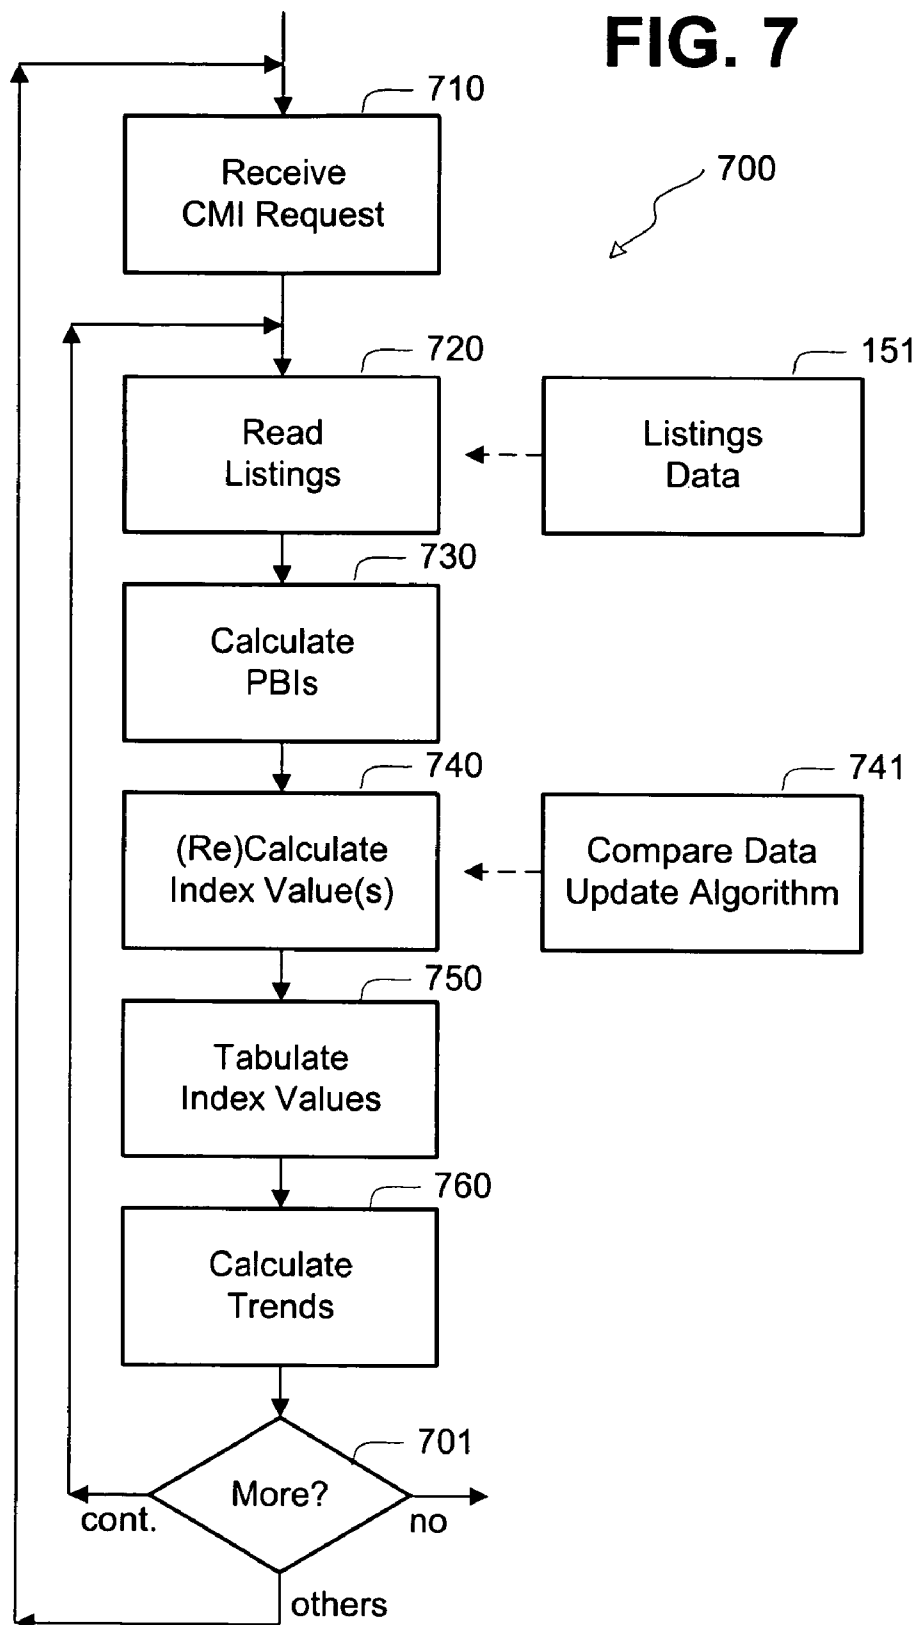 FIG. 7
710
Receive
CMI Request
700
720
Read
Listings
151
Listings
Data
730
Calculate
PBIs
740
(Re)Calculate
Index Value(s)
741
Compare Data
Update Algorithm
750
Tabulate
Index Values
760
Calculate
Trends
701
More?
cont.
no
others